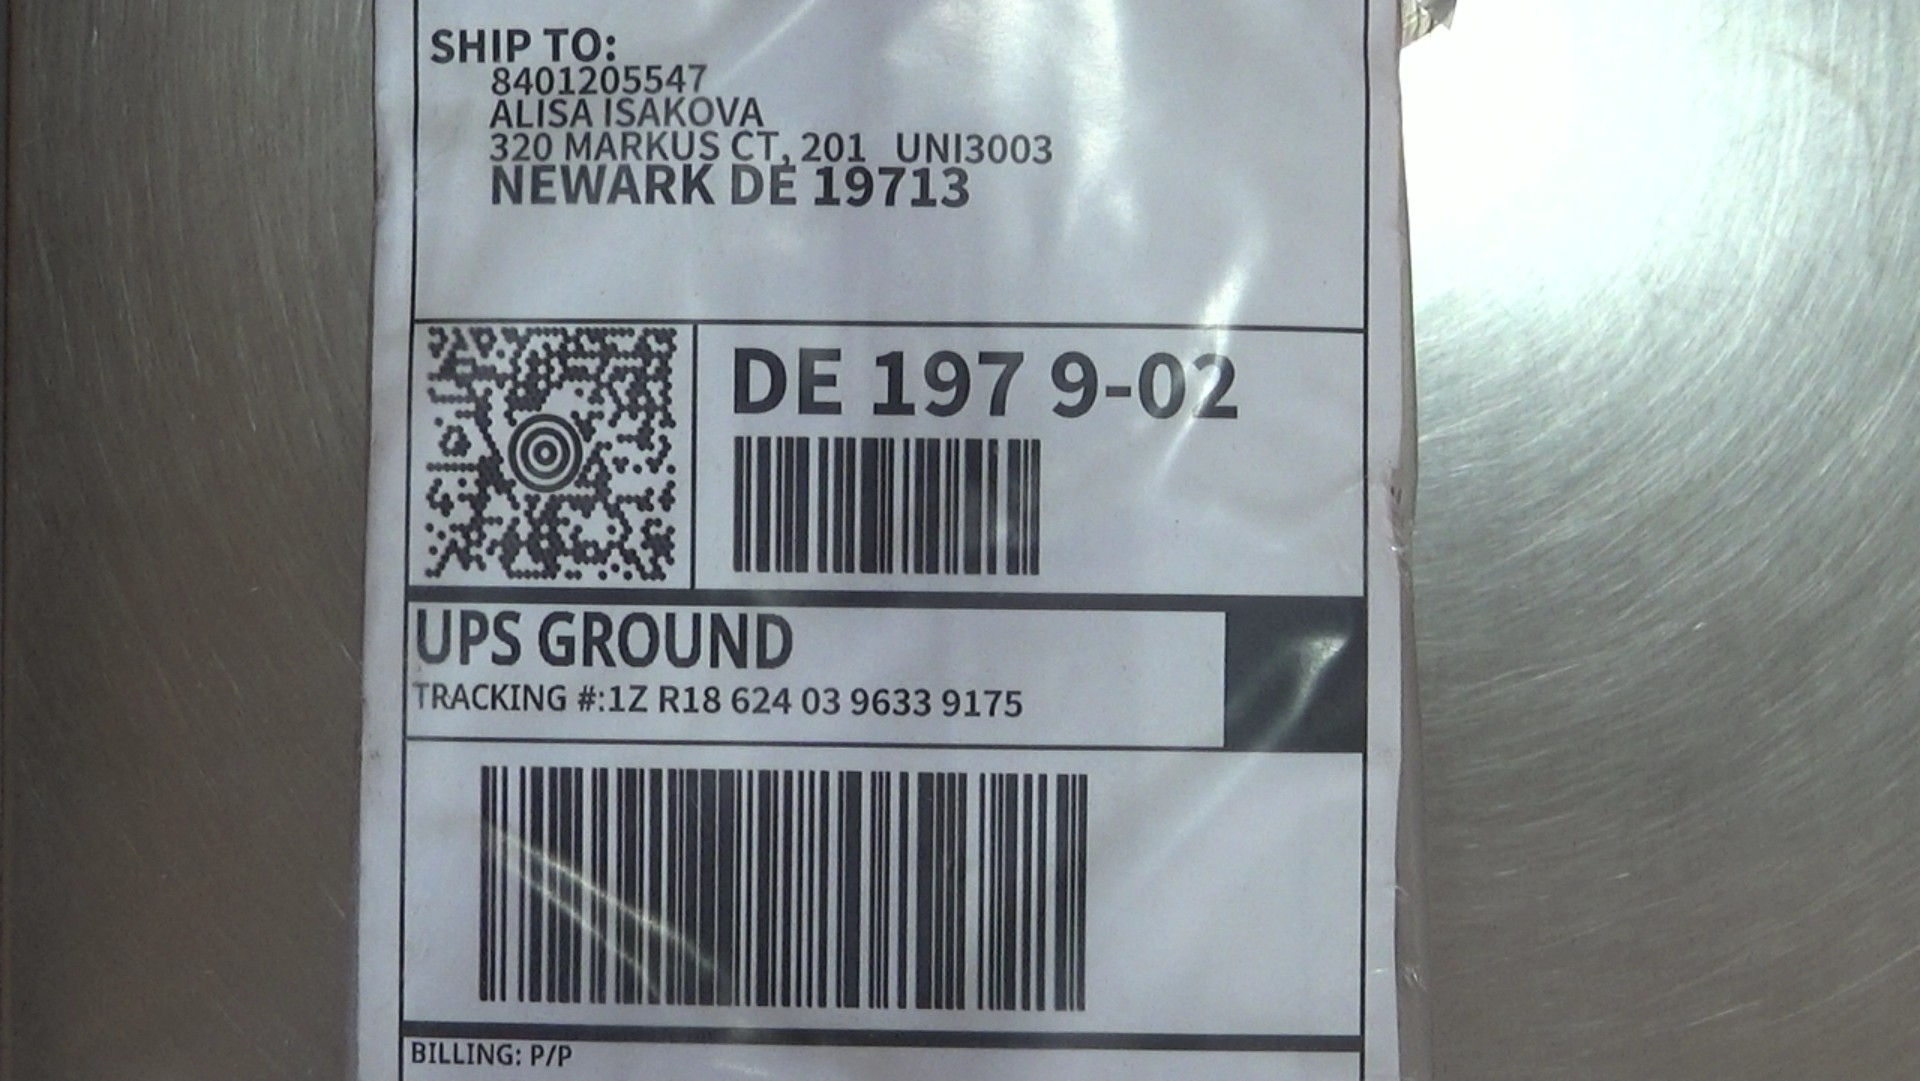 SHIP TO:
8401205547
ALISA ISAKOVA
320 MARKUS CT, 201 UNI3003
NEWARK DE 19713
DE 197 9-02
UPS GROUND
TRACKING #:1Z R18 624 03 9633 9175
BILLING: P/P